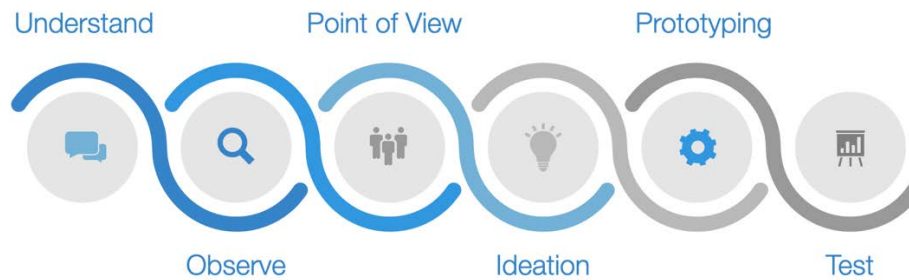 Understand
Observe
Point of View
Ideation
Prototyping
Test